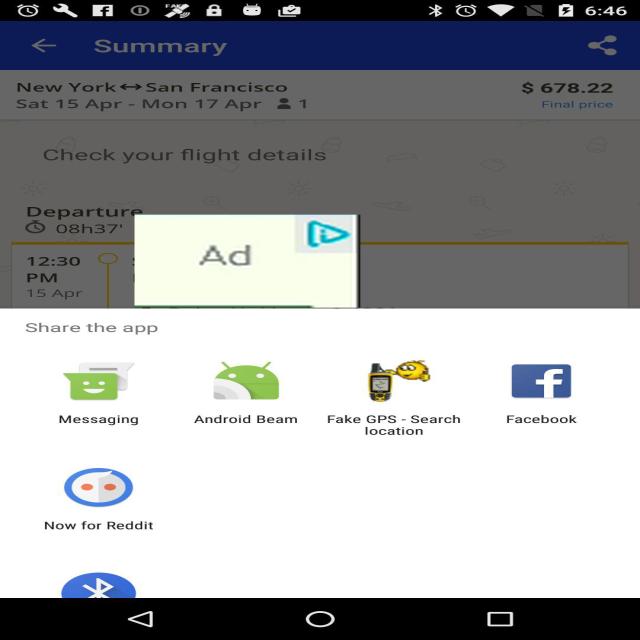 6:46
Summary
New York↔San Francisco
$ 678.22
Sat 15 Apr - Mon 17 Apr 1
Final price
Check your flight details
Departure
08h37'
Ad
12:30
PM
15 Apr
Share the app
Messaging
Android Beam
Fake GPS - Search
location
Facebook
Now for Reddit